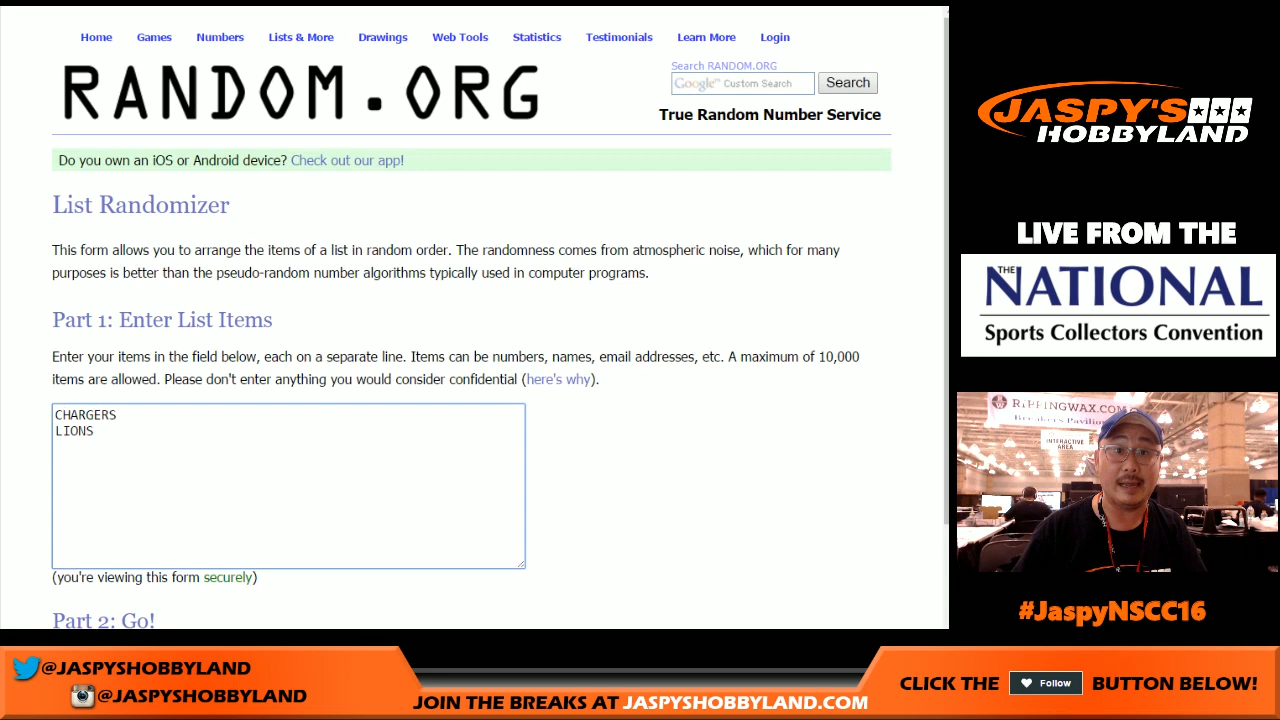 Home Games Numbers Lists & More Drawings Web Tools Statistics Testimonials Learn More Login
RANDOM.ORG
Search RANDOM.ORG
Google™ Custom Search Search
True Random Number Service
Do you own an iOS or Android device? Check out our app!
List Randomizer
This form allows you to arrange the items of a list in random order. The randomness comes from atmospheric noise, which for many
purposes is better than the pseudo-random number algorithms typically used in computer programs.
Part 1: Enter List Items
Enter your items in the field below, each on a separate line. Items can be numbers, names, email addresses, etc. A maximum of 10,000
items are allowed. Please don't enter anything you would consider confidential (here's why).
CHARGERS
LIONS
(you're viewing this form securely)
Part 2: Go!
JASPY'S
HOBBYLAND
LIVE FROM THE
THE NATIONAL
Sports Collectors Convention
RIPPINGWAX.COM
Breakers Pavilion
INTERACTIVE
AREA
#JaspyNSCC16
@JASPYSHOBBYLAND
@JASPYSHOBBYLAND
JOIN THE BREAKS AT JASPYSHOBBYLAND.COM
CLICK THE Follow BUTTON BELOW!